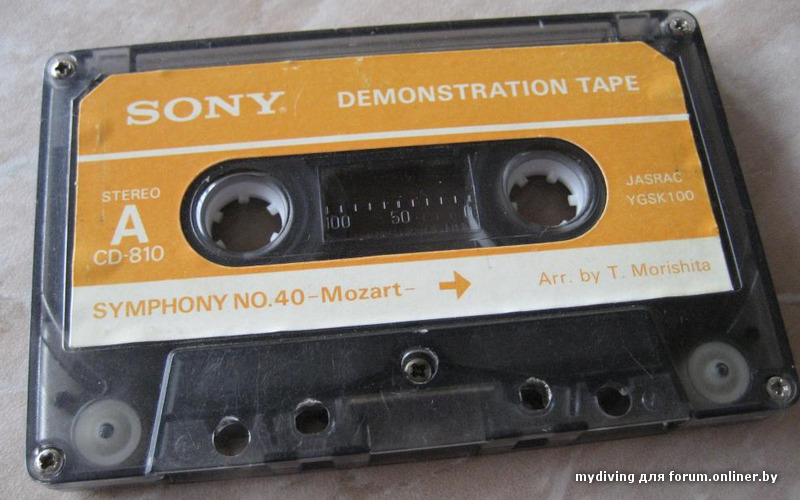 SONY. DEMONSTRATION TAPE
STEREO
A
CD-810
JASRAC
YGSK100
100 50 0
SYMPHONY NO.40-Mozart-
Arr. by T. Morishita
mydiving для forum.onliner.by